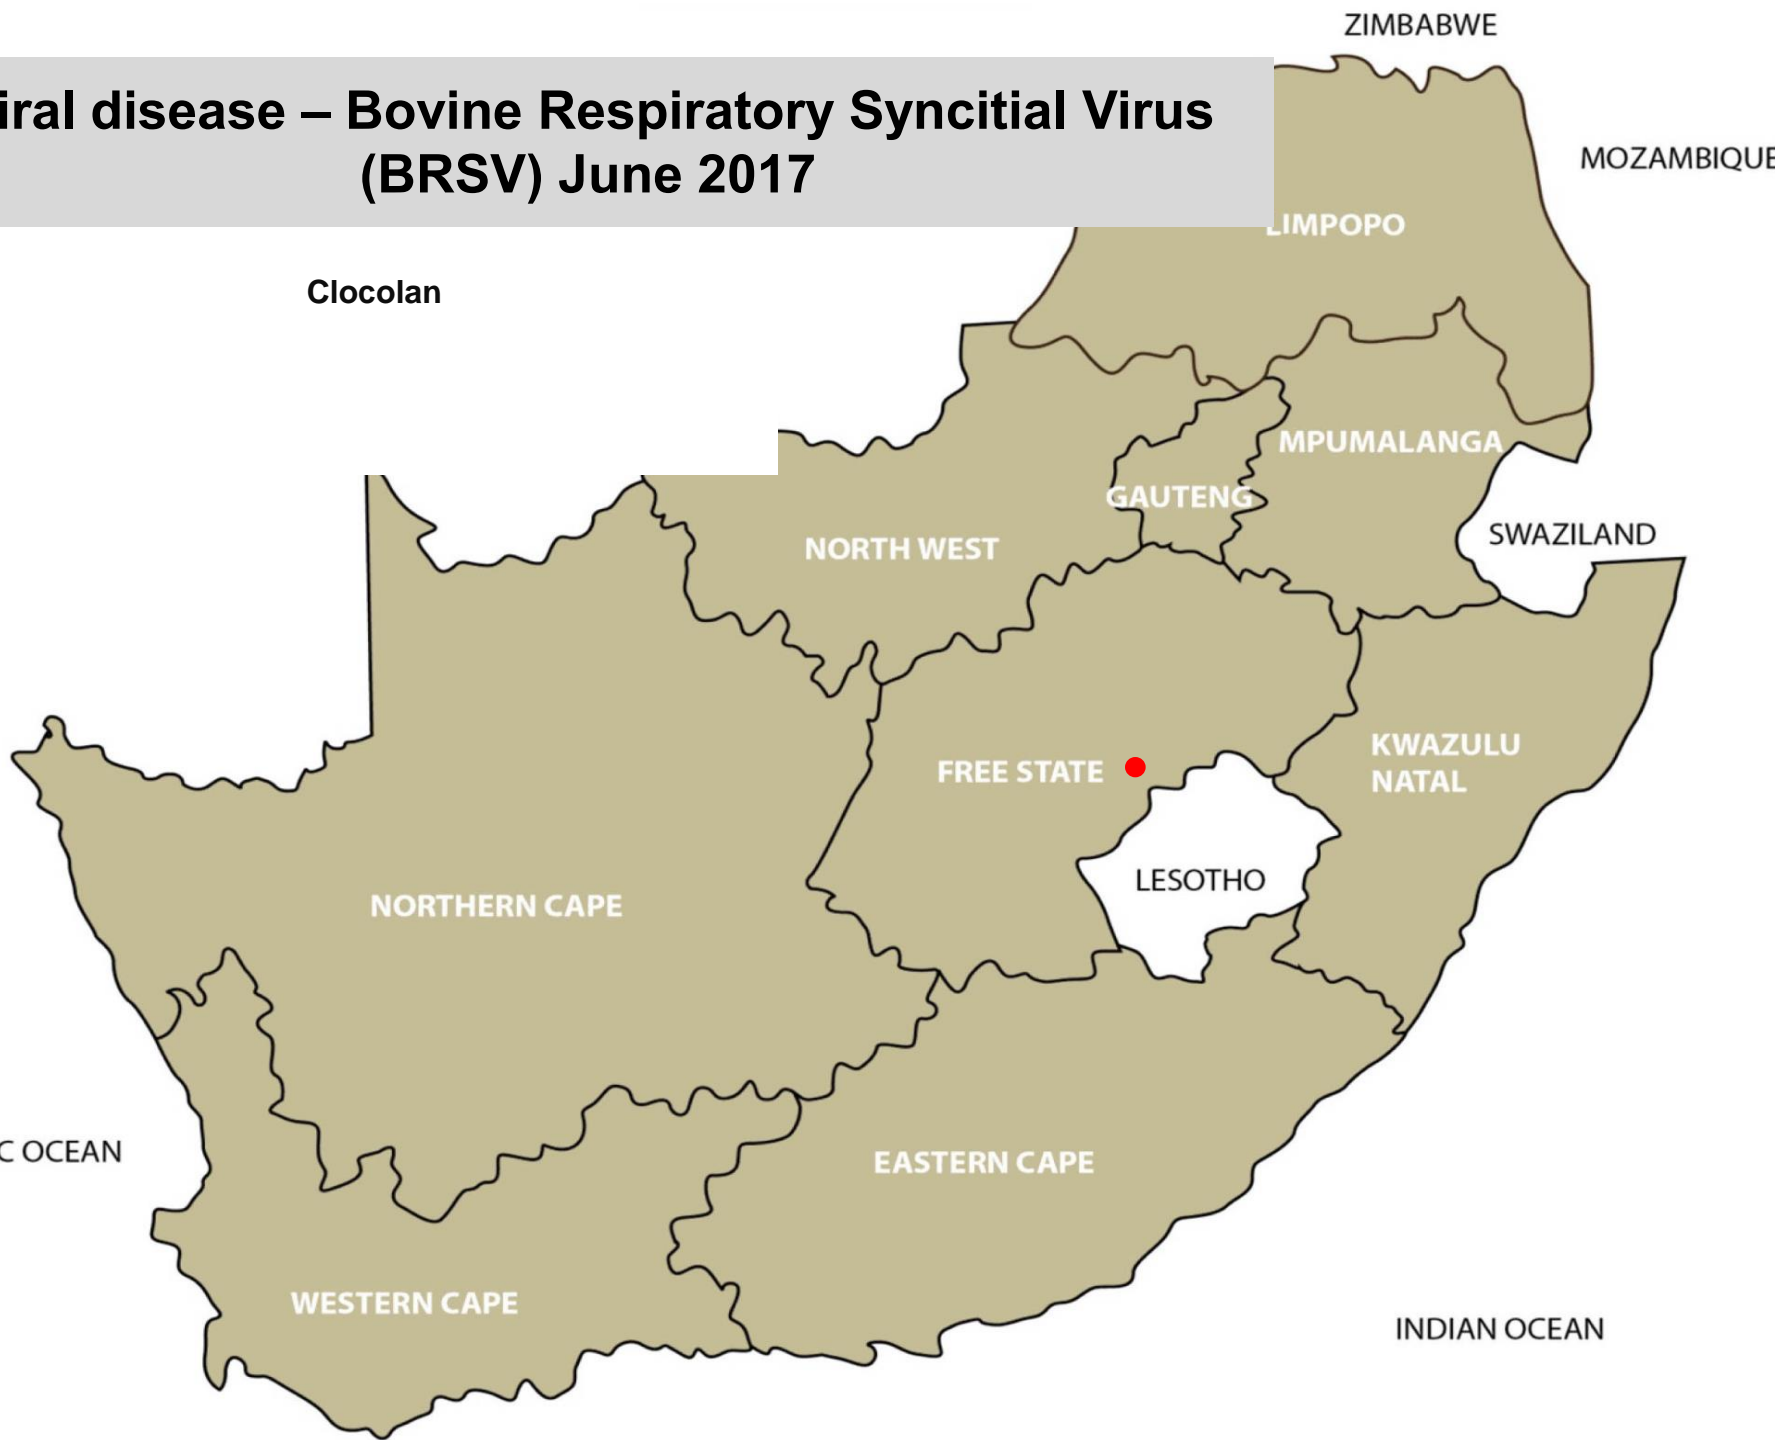 ZIMBABWE
iral disease – Bovine Respiratory Syncitial Virus
(BRSV) June 2017
MOZAMBIQUE
LIMPOPO
Clocolan
MPUMALANGA
GAUTENG
SWAZILAND
NORTH WEST
KWAZULU
NATAL
FREE STATE
LESOTHO
NORTHERN CAPE
C OCEAN
EASTERN CAPE
WESTERN CAPE
INDIAN OCEAN